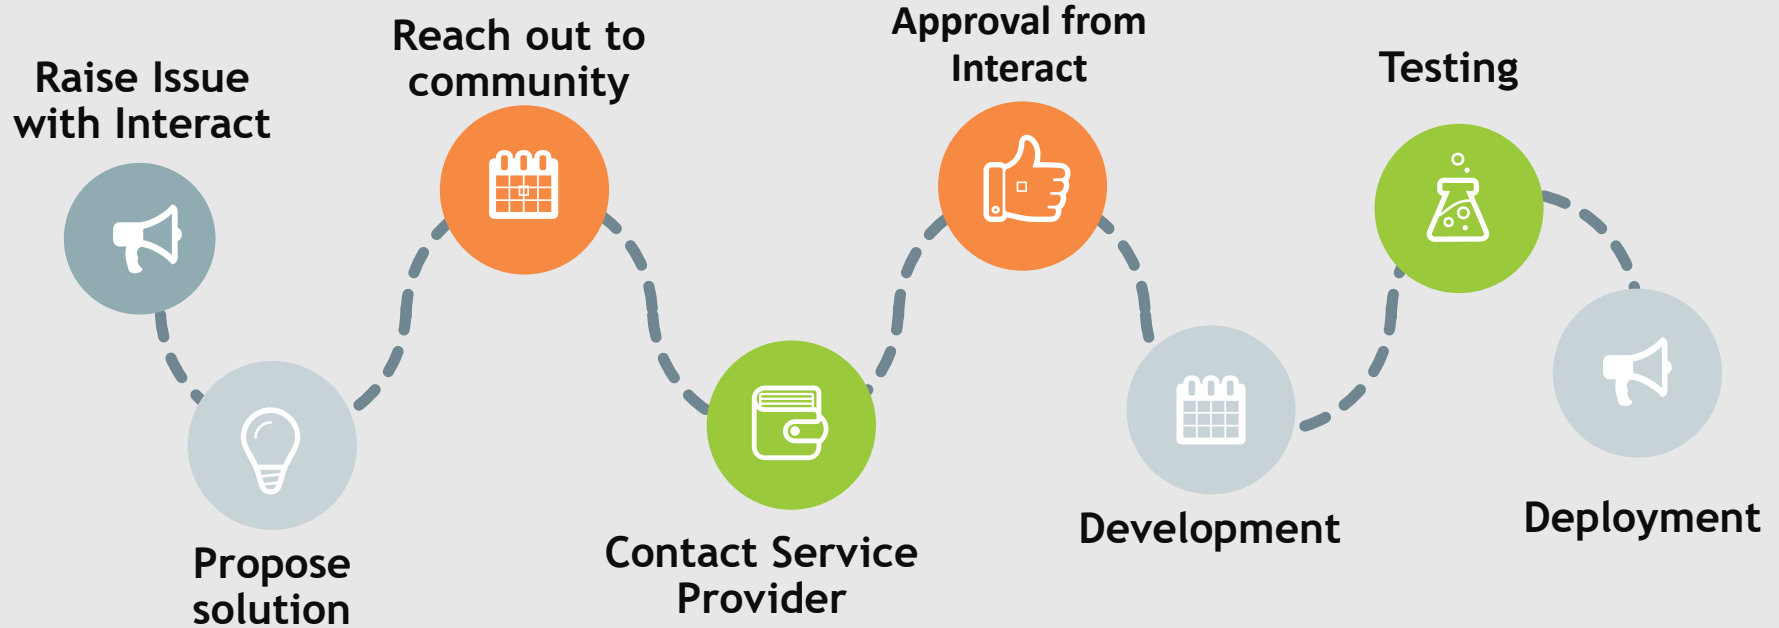 Raise Issue
with Interact
Propose
solution
Reach out to
community
Contact Service
Provider
Approval from
Interact
Development
Testing
Deployment